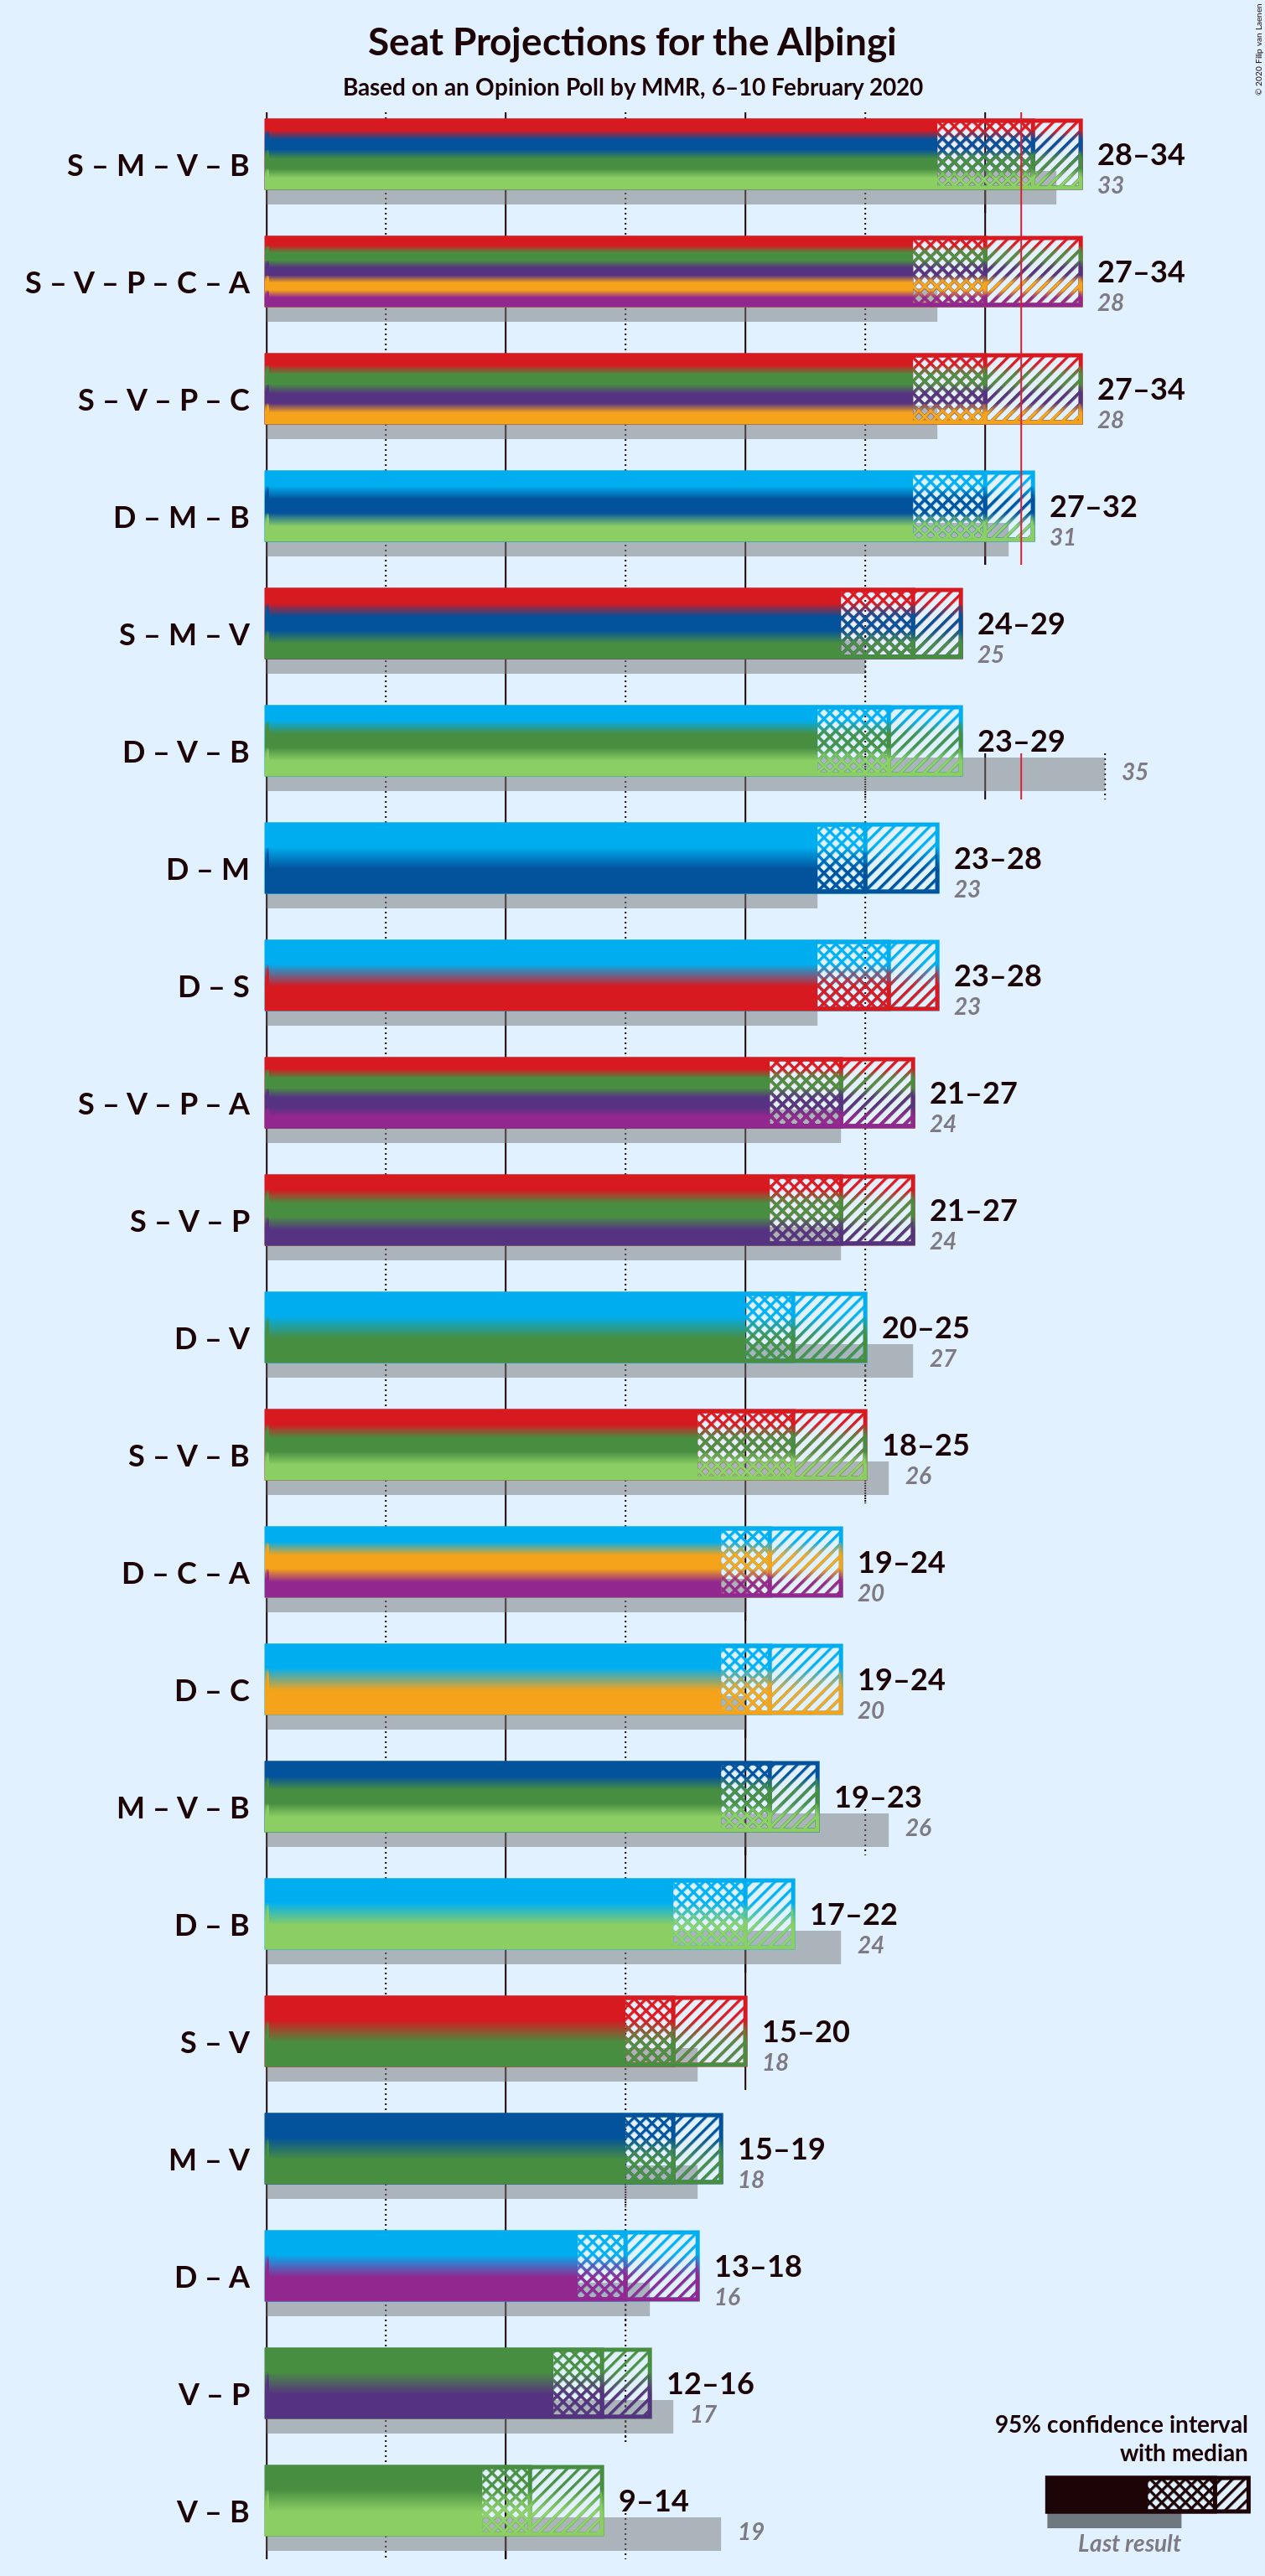 © 2020 Filip van Laenen
Seat Projections for the Alþingi
Based on an Opinion Poll by MMR, 6–10 February 2020
S – M – V – B
28–34
33
S – V – P – C – A
27–34
28
S – V – P – C
27–34
28
D – M – B
27–32
31
S – M – V
24–29
25
D – V – B
23–29
35
D – M
23–28
23
D – S
23–28
23
S – V – P – A
21–27
24
S – V – P
21–27
24
D – V
20–25
27
S – V – B
18–25
26
D – C – A
19–24
20
D – C
19–24
20
M – V – B
19–23
26
D – B
17–22
24
S – V
15–20
18
M – V
15–19
18
D – A
13–18
16
V – P
12–16
17
V – B
9–14
19
95% confidence interval
with median
Last result